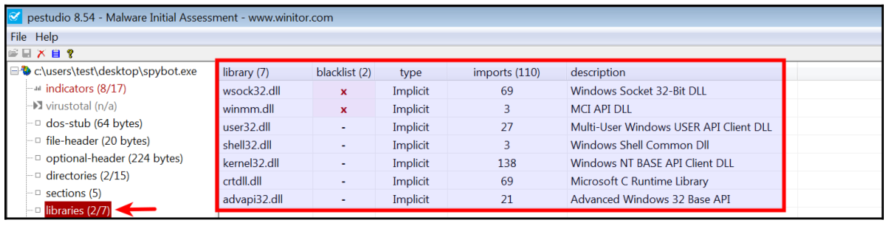 pestudio 8.54 - Malware Initial Assessment - www.winitor.com
File Help
c:\users\test\desktop\spybot.exe
indicators (8/17)
virustotal (n/a)
dos-stub (64 bytes)
file-header (20 bytes)
optional-header (224 bytes)
directories (2/15)
sections (5)
libraries (2/7)
library (7) blacklist (2) type imports (110) description
wsock32.dll x Implicit 69 Windows Socket 32-Bit DLL
winmm.dll x Implicit 3 MCI API DLL
user32.dll - Implicit 27 Multi-User Windows USER API Client DLL
shell32.dll - Implicit 3 Windows Shell Common Dll
kernel32.dll - Implicit 138 Windows NT BASE API Client DLL
crtdll.dll - Implicit 69 Microsoft C Runtime Library
advapi32.dll - Implicit 21 Advanced Windows 32 Base API